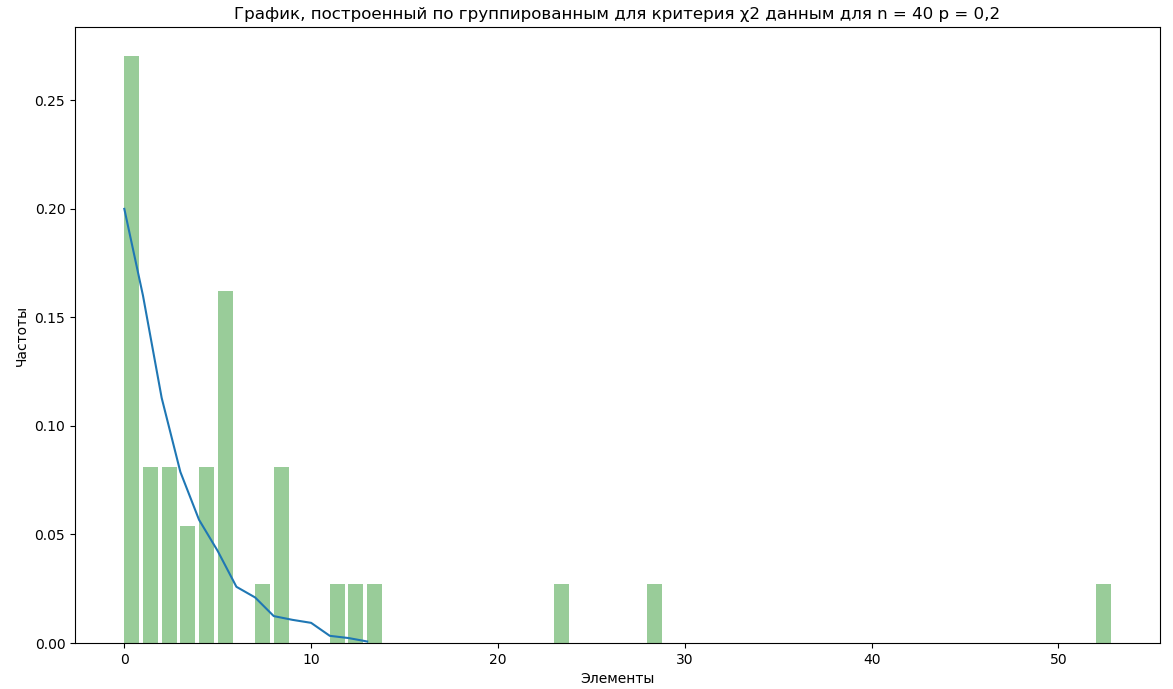 График, построенный по группированным для критерия χ2 данным для n = 40 p = 0,2
Частоты
0.25
0.20
0.15
0.10
0.05
0.00
0 10 20 30 40 50
Элементы